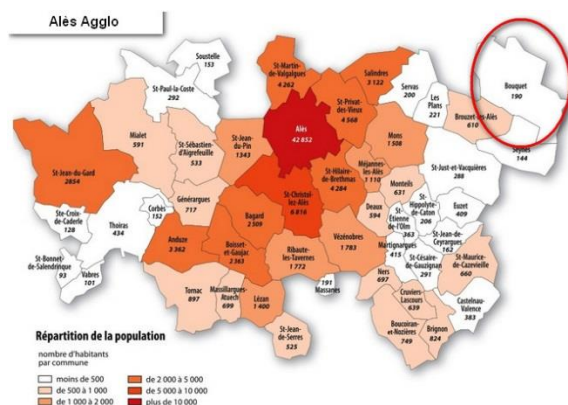 Alès Agglo
Soustelle
153
St-Martin-
de-Valgalgues
4 262
Salindres
3 122
Servas
200
Les
Plans
221
Bouquet
190
St-Paul-la-Coste
292
St-Privat-
des-Vieux
4 568
Brouzet-les-Alès
610
Mialet
591
St-Sébastien-
d'Aigrefeuille
533
St-Jean-
du-Pin
1343
Alès
42 852
Mons
1 508
Seynes
144
St-Jean-du-Gard
2854
St-Hilaire-
de-Brethmas
4 284
Méjannes-
lès-Alès
1 110
St-Just-et-Vacquières
288
Générargues
717
St-Christol-
lez-Alès
6 816
Monteils
631
St-
Hippolyte-
de-Caton
206
Euzet
409
Corbès
152
Ste-Croix-
de-Caderle
128
Thoiras
434
Bagard
2 509
Deaux
594
St-
Étienne-
de-l'Olm
363
St-Jean-de-
Ceyrargues
162
St-Bonnet-
de-Salendrinque
93
Vabres
101
Anduze
3 362
Boisset-
et-Gaujac
2 363
Ribaute-
les-Tavernes
1 772
Vézénobres
1 783
Martignargues
415
St-Césaire-
de-Gauzignan
291
St-Maurice-
de-Cazevieille
660
Tornac
897
Massillargues-
Atuech
699
Lézan
1 400
191
Massanes
Ners
697
Cruviers-
Lascours
639
Castelnau-
Valence
383
St-Jean-
de-Serres
525
Boucoiran-
et-Nozières
749
Brignon
824
Répartition de la population
nombre d'habitants
par commune
moins de 500
de 500 à 1 000
de 1 000 à 2 000
de 2 000 à 5 000
de 5 000 à 10 000
plus de 10 000